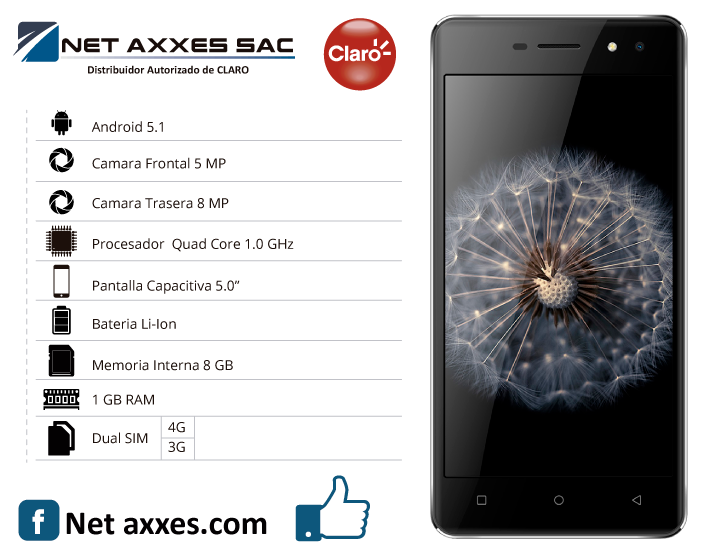 NET AXXES SAC
Distribuidor Autorizado de CLARO
Claro
Android 5.1
Camara Frontal 5 MP
Camara Trasera 8 MP
Procesador Quad Core 1.0 GHz
Pantalla Capacitiva 5.0”
Bateria Li-Ion
Memoria Interna 8 GB
1 GB RAM
Dual SIM
4G
3G
f Net axxes.com